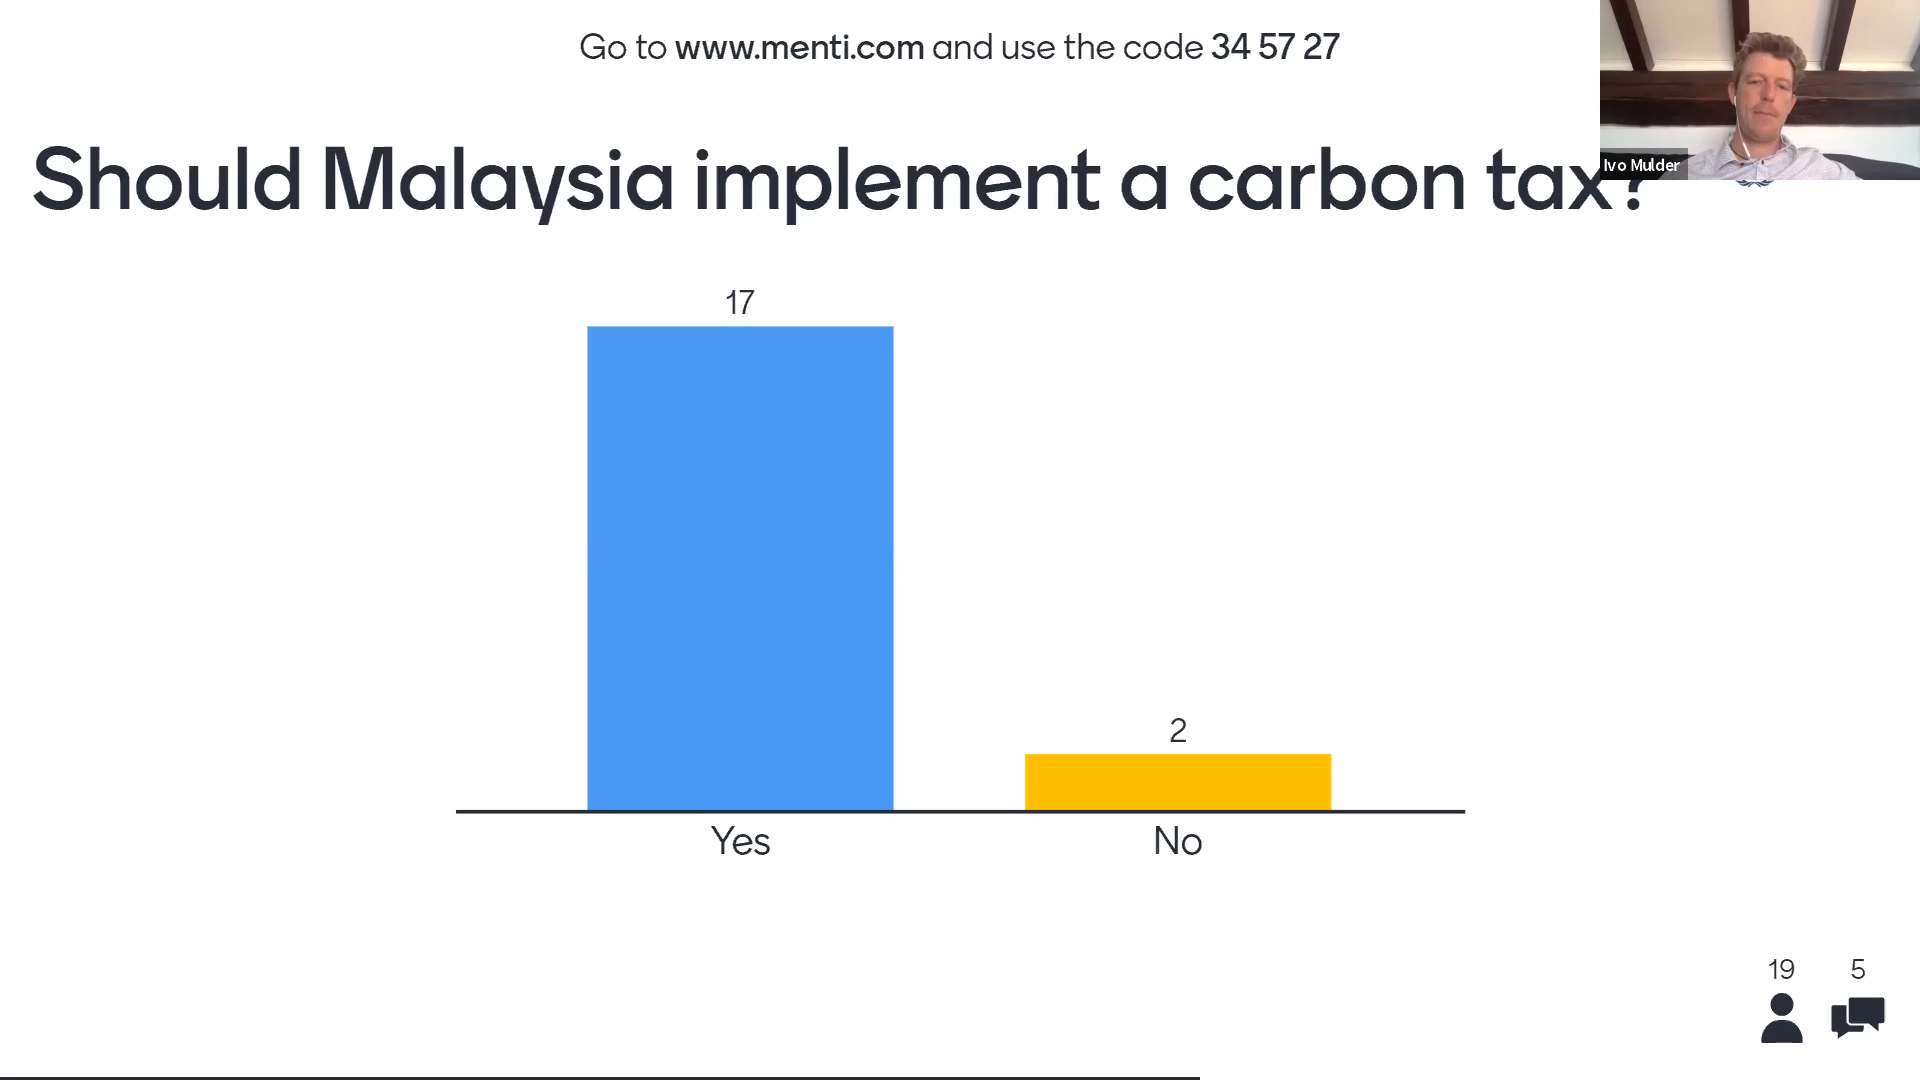 Go to www.menti.com and use the code 34 57 27
Ivo Mulder
Should Malaysia implement a carbon tax?
17
2
Yes
No
19
5